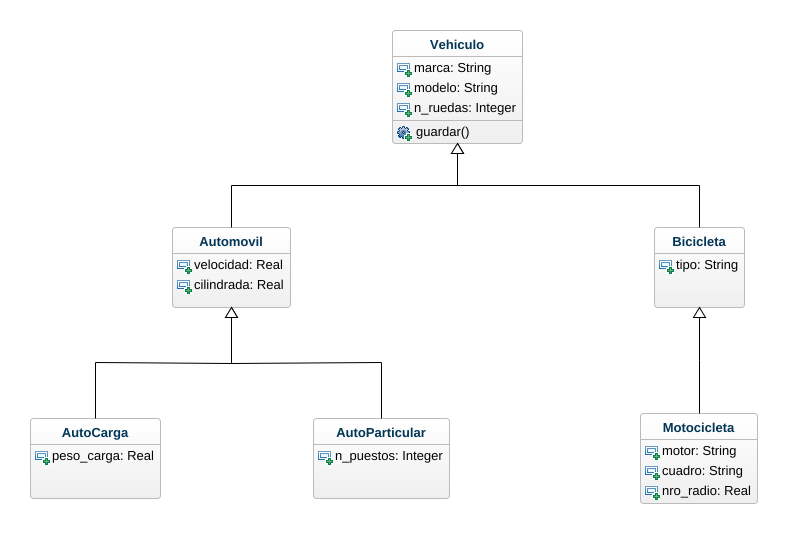 Vehiculo
marca: String
modelo: String
n_ruedas: Integer
guardar()
Automovil
velocidad: Real
cilindrada: Real
Bicicleta
tipo: String
AutoCarga
peso_carga: Real
AutoParticular
n_puestos: Integer
Motocicleta
motor: String
cuadro: String
nro_radio: Real